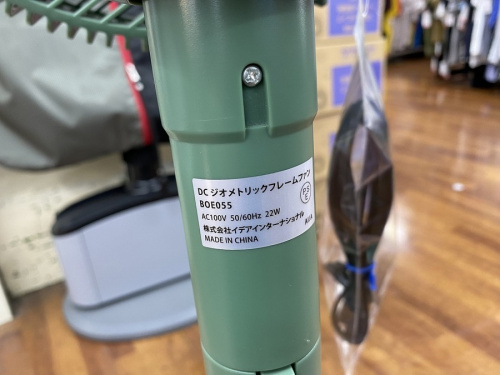 DC ジオメトリックフレームファン
BOE055
AC100V 50/60Hz 22W
株式会社イデアインターナショナル
MADE IN CHINA